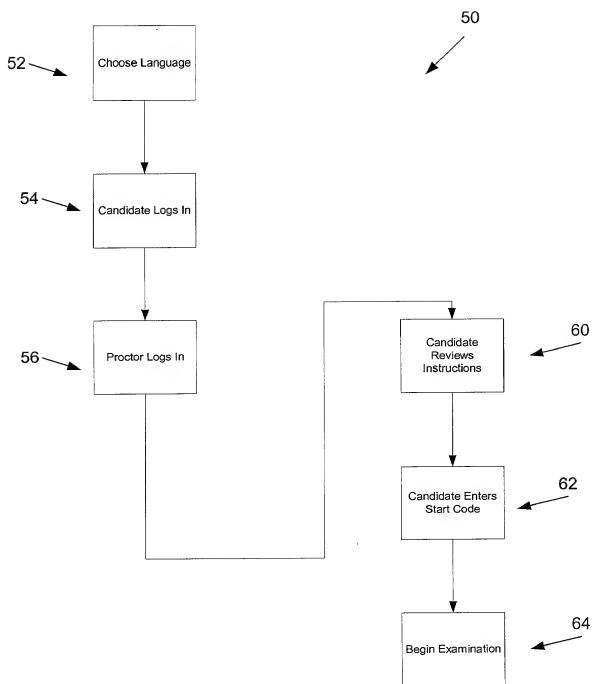 50
52
Choose Language
54
Candidate Logs In
56
Proctor Logs In
60
Candidate
Reviews
Instructions
62
Candidate Enters
Start Code
64
Begin Examination